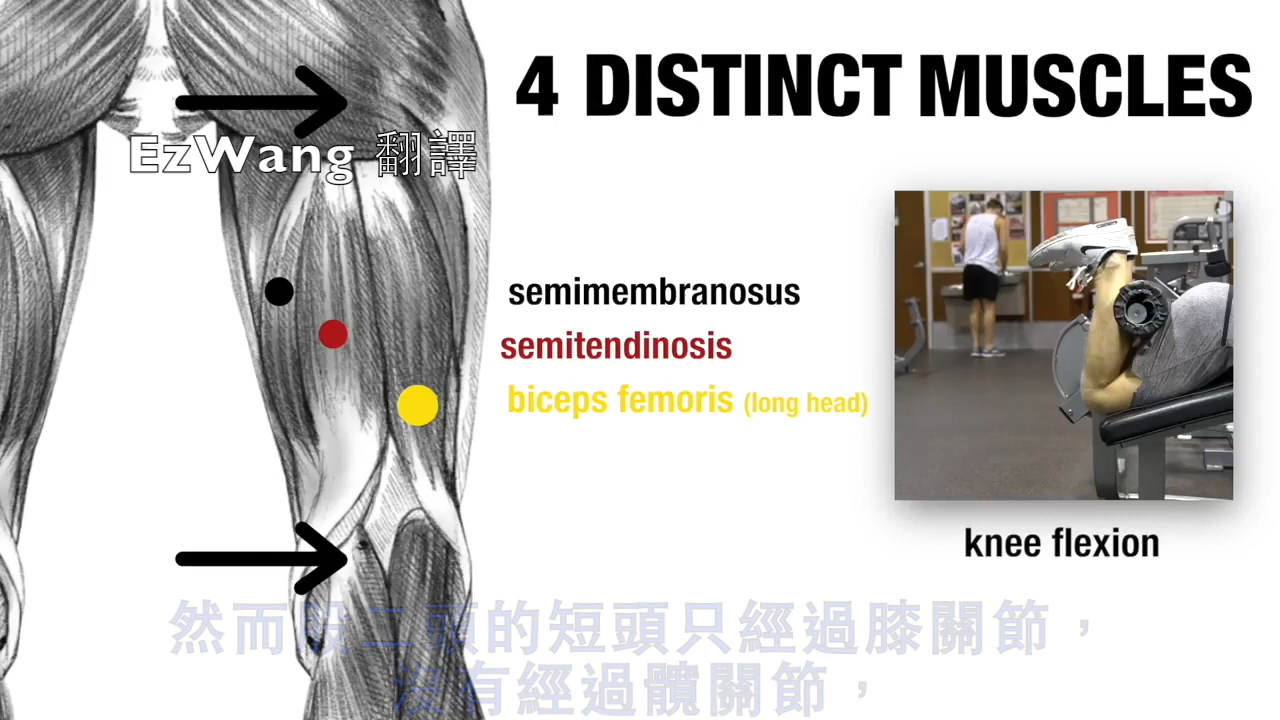 4 DISTINCT MUSCLES
EzWang 翻譯
semimembranosus
semitendinosis
biceps femoris (long head)
knee flexion
然而股二頭的短頭只經過膝關節，
沒有經過髖關節，